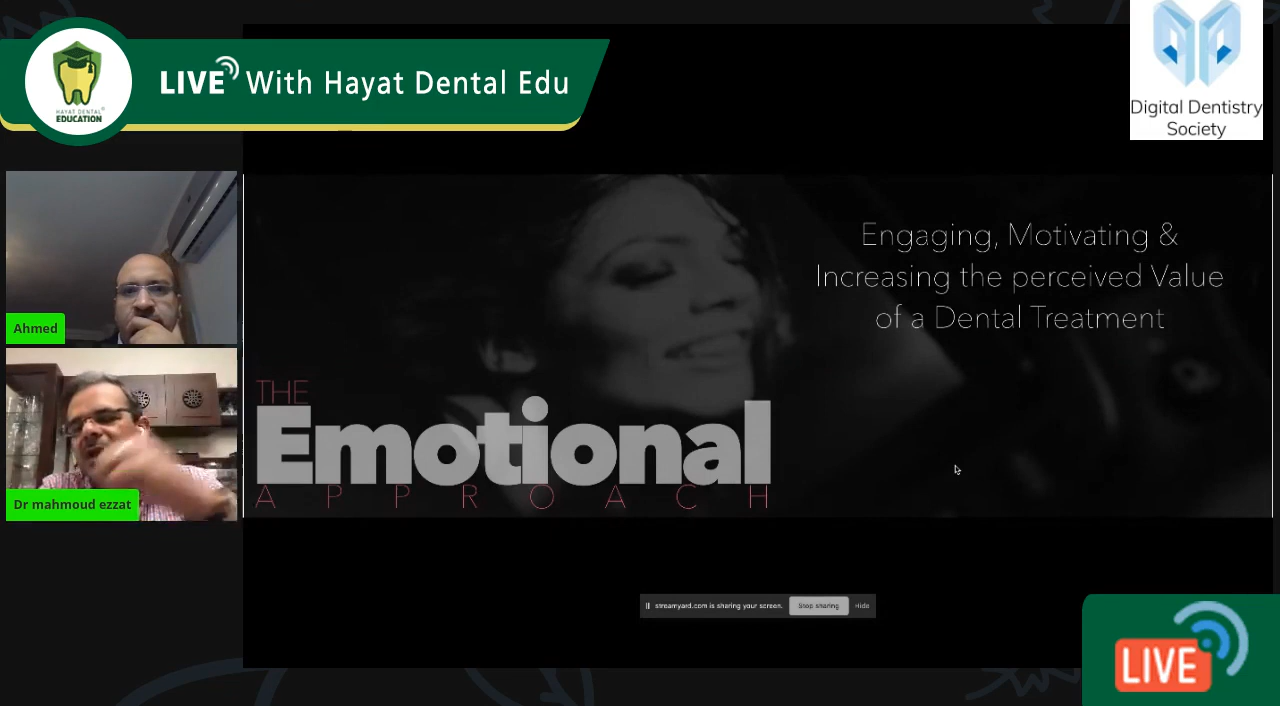 LIVE With Hayat Dental Edu
HAYAT DENTAL
EDUCATION
Digital Dentistry
Society
Ahmed
Dr mahmoud ezzat
Engaging, Motivating &
Increasing the perceived Value
of a Dental Treatment
THE
Emotional
APPROACH
streamyard.com is sharing your screen.
Stop sharing
Hide
LIVE